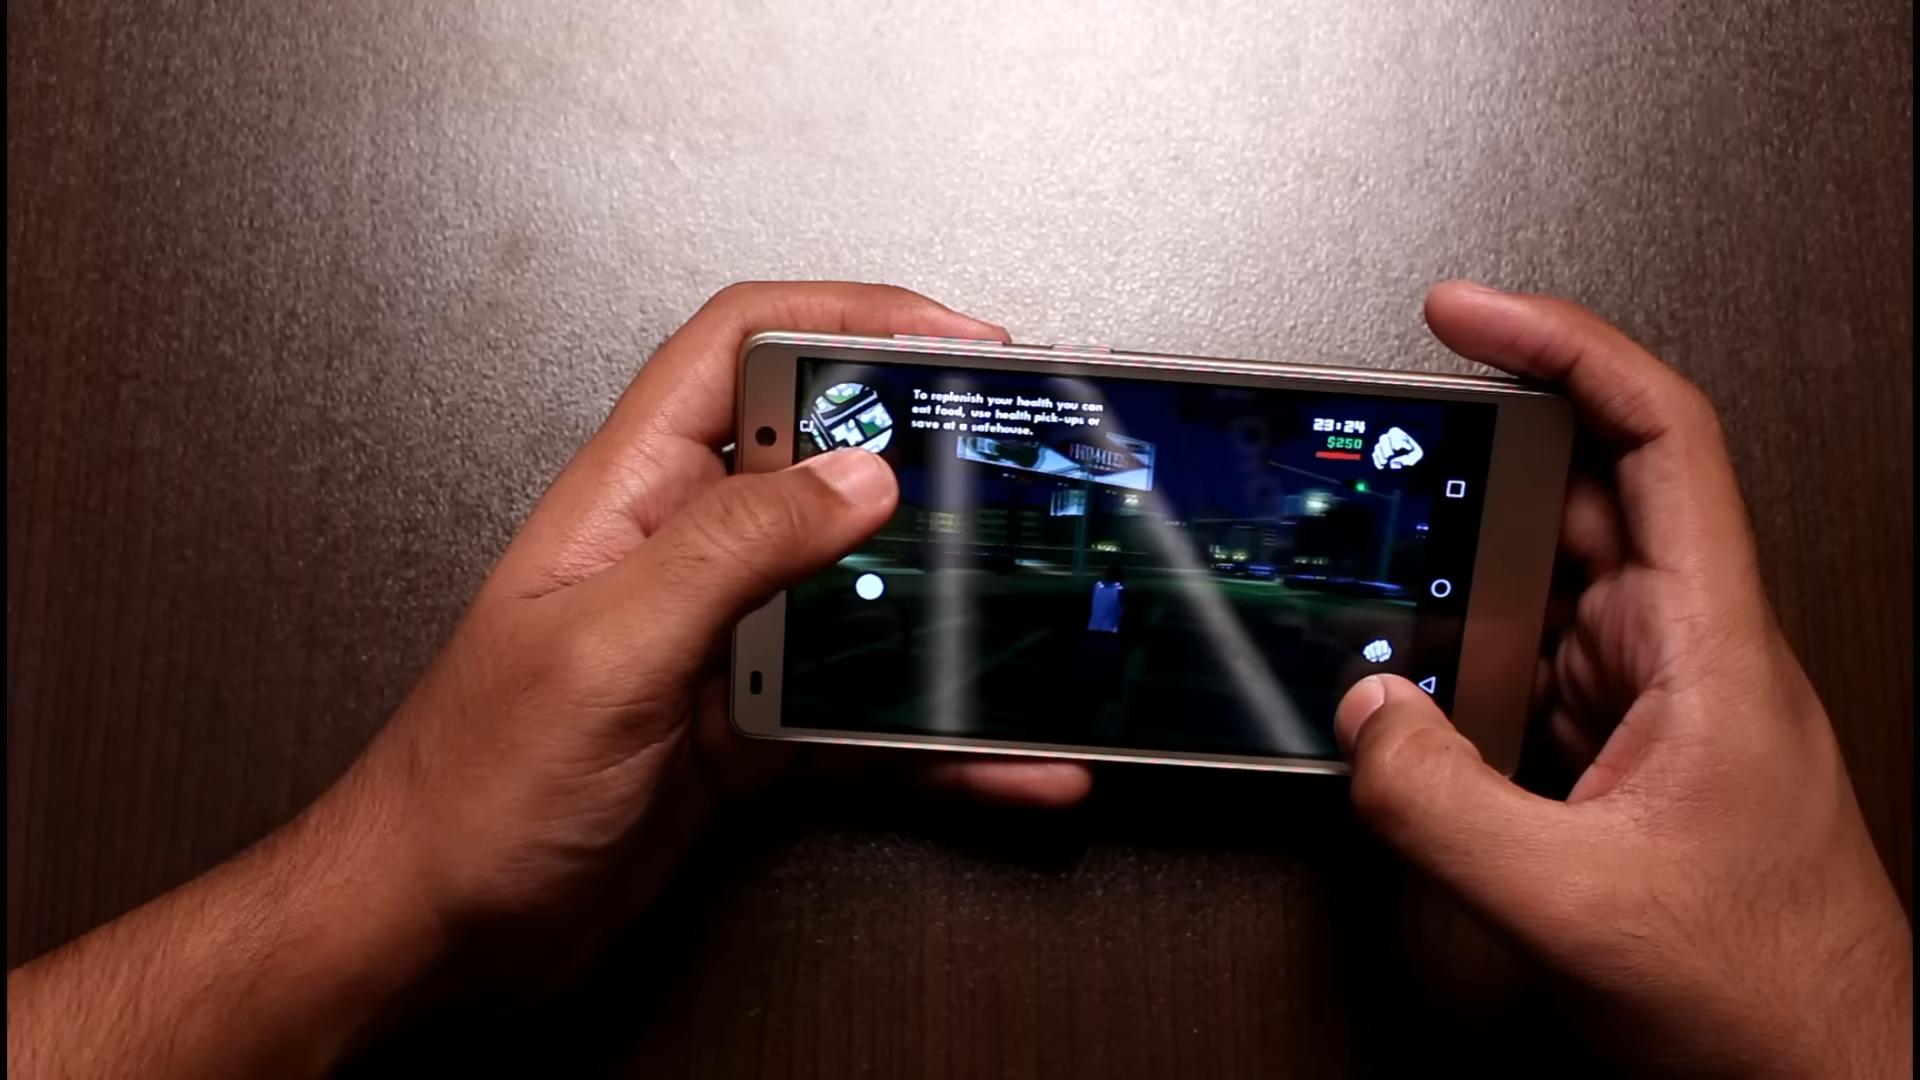 To replenish your health you can
eat food, use health pick-ups or
save at a safehouse.
23:24
$250